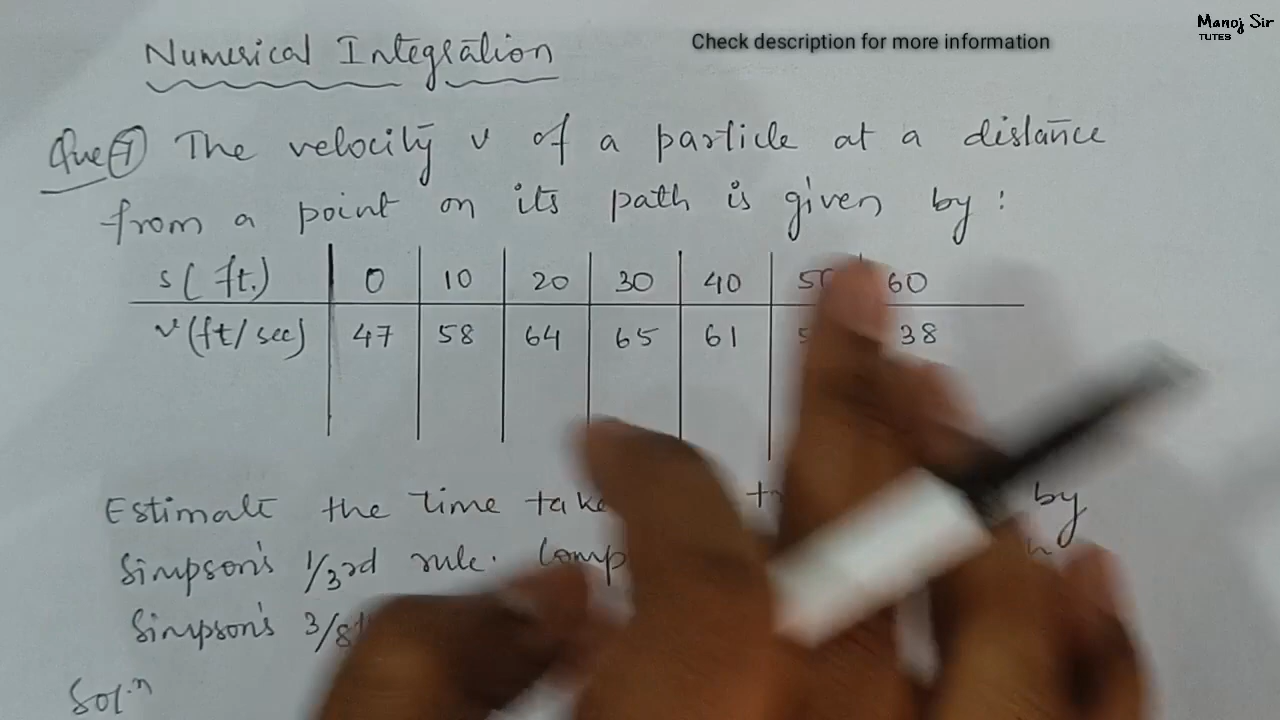 Manoj Sir
TUTES
Check description for more information
Numerical Integration
Que ① The velocity v of a particle at a distance
from a point on its path is given by :
s( ft.) 0 10 20 30 40 60
v(ft/sec) 47 58 64 65 61 38
Estimate the time by
Simpson's 1/3rd rule.
Simpson's
Sol.n